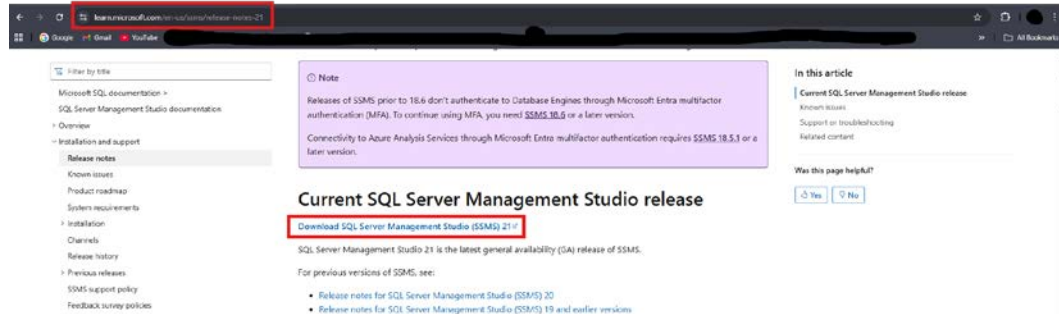 learn.microsoft.com/en-us/ssms/release-notes-21
Google
Gmail
YouTube
All Bookmarks
Filter by title
Microsoft SQL documentation >
SQL Server Management Studio documentation
Overview
Installation and support
Release notes
Known issues
Product roadmap
System requirements
Installation
Channels
Release history
Previous releases
SSMS support policy
Feedback survey policies
Note
Releases of SSMS prior to 18.6 don't authenticate to Database Engines through Microsoft Entra multifactor
authentication (MFA). To continue using MFA, you need SSMS 18.6 or a later version.
Connectivity to Azure Analysis Services through Microsoft Entra multifactor authentication requires SSMS 18.5.1 or a
later version.
Current SQL Server Management Studio release
Download SQL Server Management Studio (SSMS) 21
SQL Server Management Studio 21 is the latest general availability (GA) release of SSMS.
For previous versions of SSMS, see:
• Release notes for SQL Server Management Studio (SSMS) 20
• Release notes for SQL Server Management Studio (SSMS) 19 and earlier versions
In this article
Current SQL Server Management Studio release
Known issues
Support or troubleshooting
Related content
Was this page helpful?
Yes
No